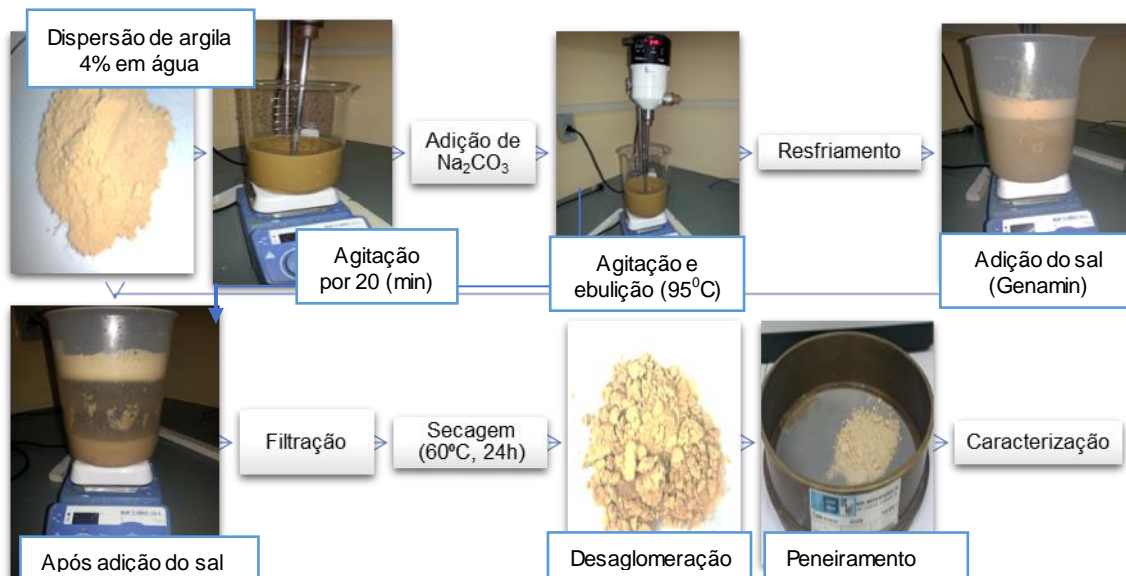 Dispersão de argila
4% em água
Agitação
por 20 (min)
Adição de
Na₂CO₃
Agitação e
ebulição (95⁰C)
Resfriamento
Adição do sal
(Genamin)
Após adição do sal
Filtração
Secagem
(60ºC, 24h)
Desaglomeração
Peneiramento
Caracterização